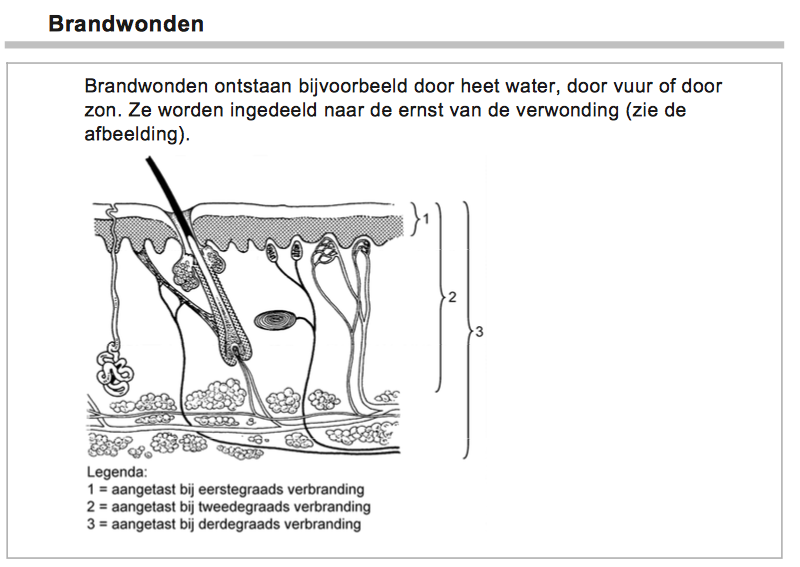 Brandwonden
Brandwonden ontstaan bijvoorbeeld door heet water, door vuur of door
zon. Ze worden ingedeeld naar de ernst van de verwonding (zie de
afbeelding).
1
2
3
Legenda:
1 = aangetast bij eerstegraads verbranding
2 = aangetast bij tweedegraads verbranding
3 = aangetast bij derdegraads verbranding